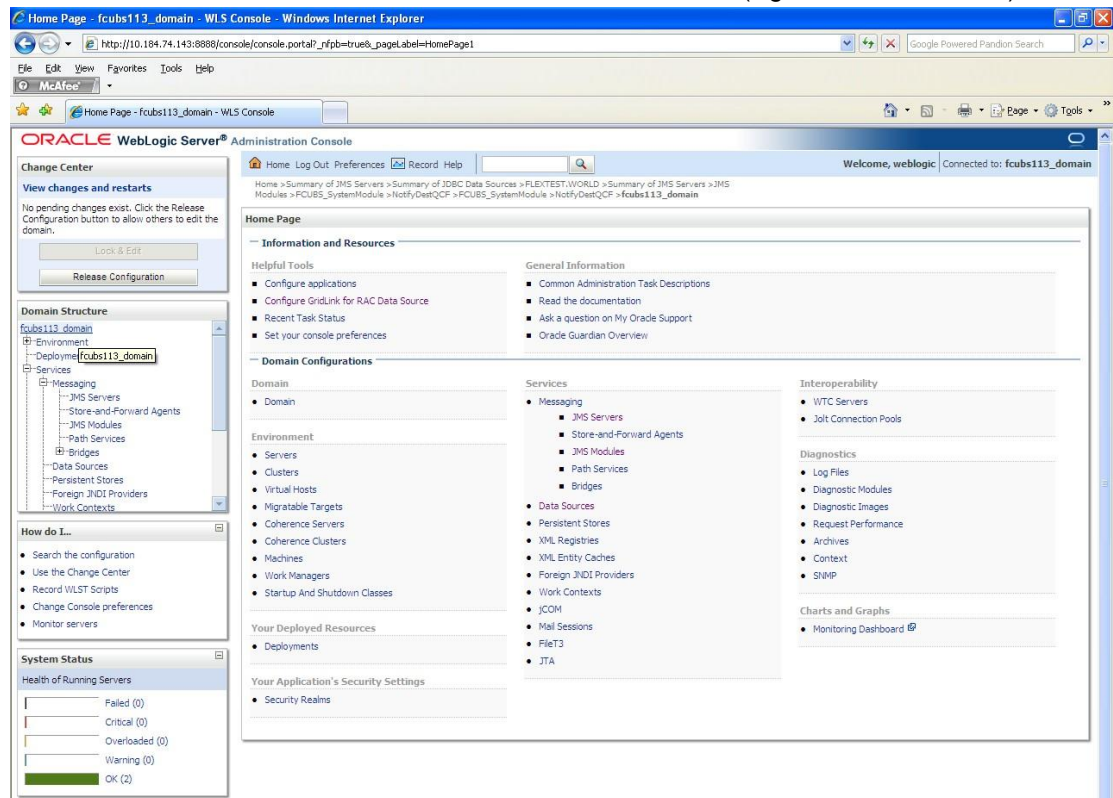 Home Page - fcubs113_domain - WLS Console - Windows Internet Explorer
http://10.184.74.143:8888/console/console.portal?_nfpb=true&_pageLabel=HomePage1
Google Powered Pandion Search
File Edit View Favorites Tools Help
McAfee
Home Page - fcubs113_domain - WLS Console
Page Tools
ORACLE WebLogic Server® Administration Console
Change Center
View changes and restarts
No pending changes exist. Click the Release
Configuration button to allow others to edit the
domain.
Lock & Edit
Release Configuration
Domain Structure
fcubs113_domain
Environment
Deployme
fcubs113_domain
Services
Messaging
JMS Servers
Store-and-Forward Agents
JMS Modules
Path Services
Bridges
Data Sources
Persistent Stores
Foreign JNDI Providers
Work Contexts
How do I...
Search the configuration
Use the Change Center
Record WLST Scripts
Change Console preferences
Monitor servers
System Status
Health of Running Servers
Failed (0)
Critical (0)
Overloaded (0)
Warning (0)
OK (2)
Home Log Out Preferences Record Help
Welcome, weblogic Connected to: fcubs113_domain
Home >Summary of JMS Servers >Summary of JDBC Data Sources >FLEXTEST.WORLD >Summary of JMS Servers >JMS
Modules >FCUBS_SystemModule >NotifyDestQCF >FCUBS_SystemModule >NotifyDestQCF >fcubs113_domain
Home Page
Information and Resources
Helpful Tools
Configure applications
Configure GridLink for RAC Data Source
Recent Task Status
Set your console preferences
General Information
Common Administration Task Descriptions
Read the documentation
Ask a question on My Oracle Support
Oracle Guardian Overview
Domain Configurations
Domain
Domain
Environment
Servers
Clusters
Virtual Hosts
Migratable Targets
Coherence Servers
Coherence Clusters
Machines
Work Managers
Startup And Shutdown Classes
Your Deployed Resources
Deployments
Your Application's Security Settings
Security Realms
Services
Messaging
JMS Servers
Store-and-Forward Agents
JMS Modules
Path Services
Bridges
Data Sources
Persistent Stores
XML Registries
XML Entity Caches
Foreign JNDI Providers
Work Contexts
jCOM
Mail Sessions
FileT3
JTA
Interoperability
WTC Servers
Jolt Connection Pools
Diagnostics
Log Files
Diagnostic Modules
Diagnostic Images
Request Performance
Archives
Context
SNMP
Charts and Graphs
Monitoring Dashboard